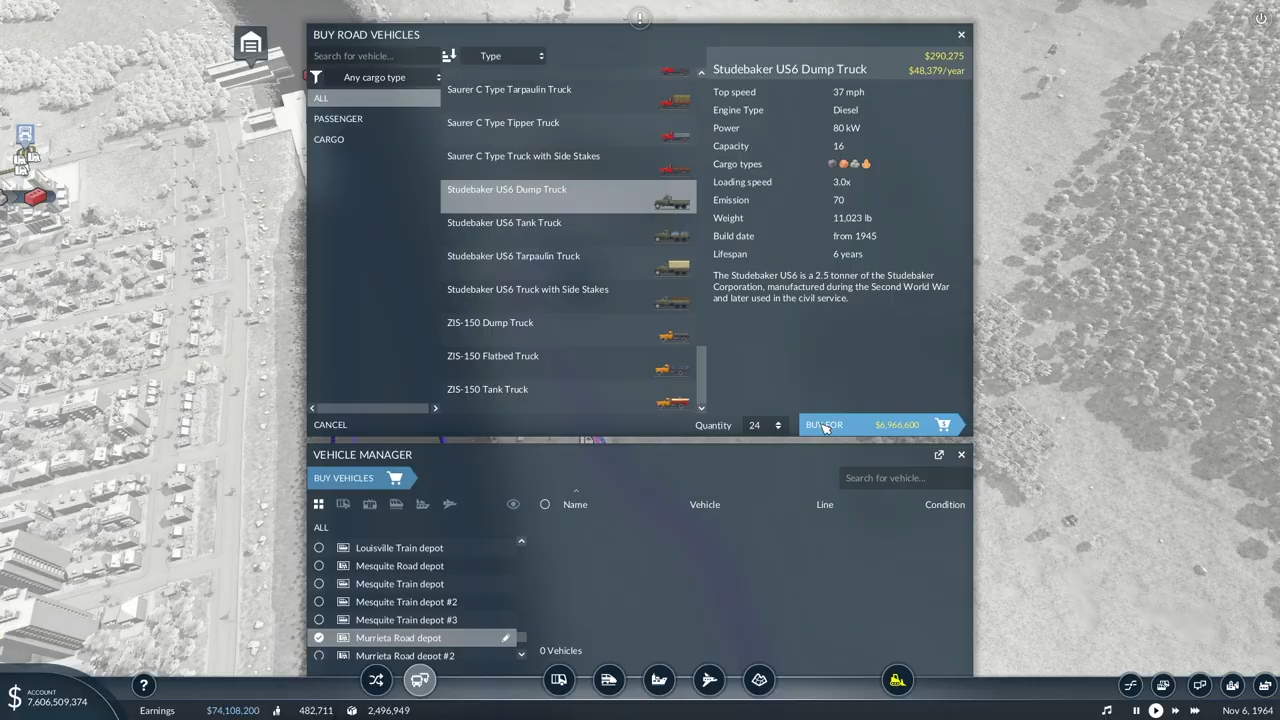 BUY ROAD VEHICLES
Search for vehicle... Type
Any cargo type
ALL
PASSENGER
CARGO
Saurer C Type Tarpaulin Truck
Saurer C Type Tipper Truck
Saurer C Type Truck with Side Stakes
Studebaker US6 Dump Truck
Studebaker US6 Tank Truck
Studebaker US6 Tarpaulin Truck
Studebaker US6 Truck with Side Stakes
ZIS-150 Dump Truck
ZIS-150 Flatbed Truck
ZIS-150 Tank Truck
$290,275
Studebaker US6 Dump Truck $48,379/year
Top speed 37 mph
Engine Type Diesel
Power 80 kW
Capacity 16
Cargo types
Loading speed 3.0x
Emission 70
Weight 11,023 lb
Build date from 1945
Lifespan 6 years
The Studebaker US6 is a 2.5 tonner of the Studebaker
Corporation, manufactured during the Second World War
and later used in the civil service.
CANCEL Quantity 24 BUY FOR $6,966,600
VEHICLE MANAGER
BUY VEHICLES Search for vehicle...
Name Vehicle Line Condition
ALL
Louisville Train depot
Mesquite Road depot
Mesquite Train depot
Mesquite Train depot #2
Mesquite Train depot #3
Murrieta Road depot
Murrieta Road depot #2
0 Vehicles
$ ACCOUNT
7,606,509,374
?
Earnings $74,108,200 482,711 2,496,949 Nov 6, 1964